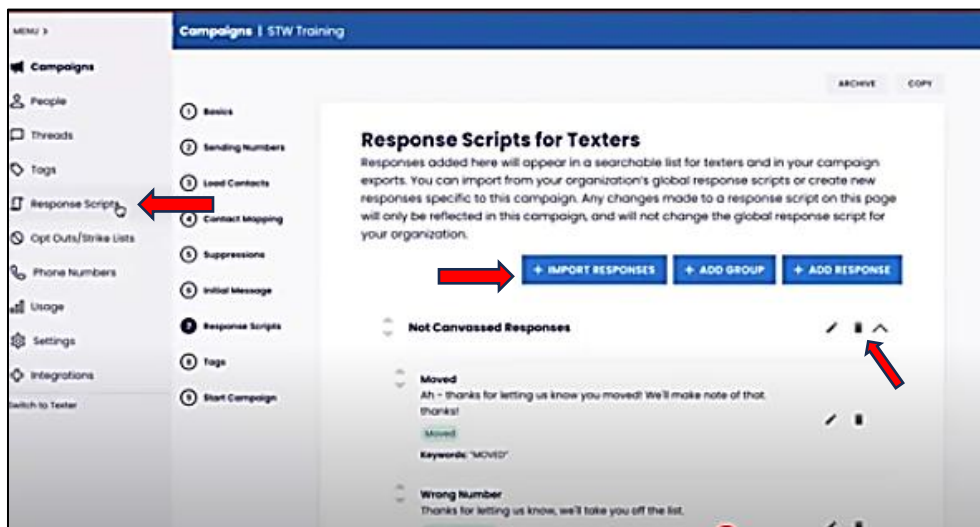 MENU >
Campaigns | STW Training
Campaigns
People
Threads
Tags
Response Scripts
Opt Outs/Strike Lists
Phone Numbers
Usage
Settings
Integrations
Switch to Texter
ARCHIVE COPY
1 Basics
2 Sending Numbers
3 Load Contacts
4 Contact Mapping
5 Suppressions
6 Initial Message
7 Response Scripts
8 Tags
9 Start Campaign
Response Scripts for Texters
Responses added here will appear in a searchable list for texters and in your campaign
exports. You can import from your organization's global response scripts or create new
responses specific to this campaign. Any changes made to a response script on this page
will only be reflected in this campaign, and will not change the global response script for
your organization.
+ IMPORT RESPONSES + ADD GROUP + ADD RESPONSE
Not Canvassed Responses
Moved
Ah - thanks for letting us know you moved! We'll make note of that.
thanks!
Moved
Keywords: "MOVED"
Wrong Number
Thanks for letting us know, we'll take you off the list.